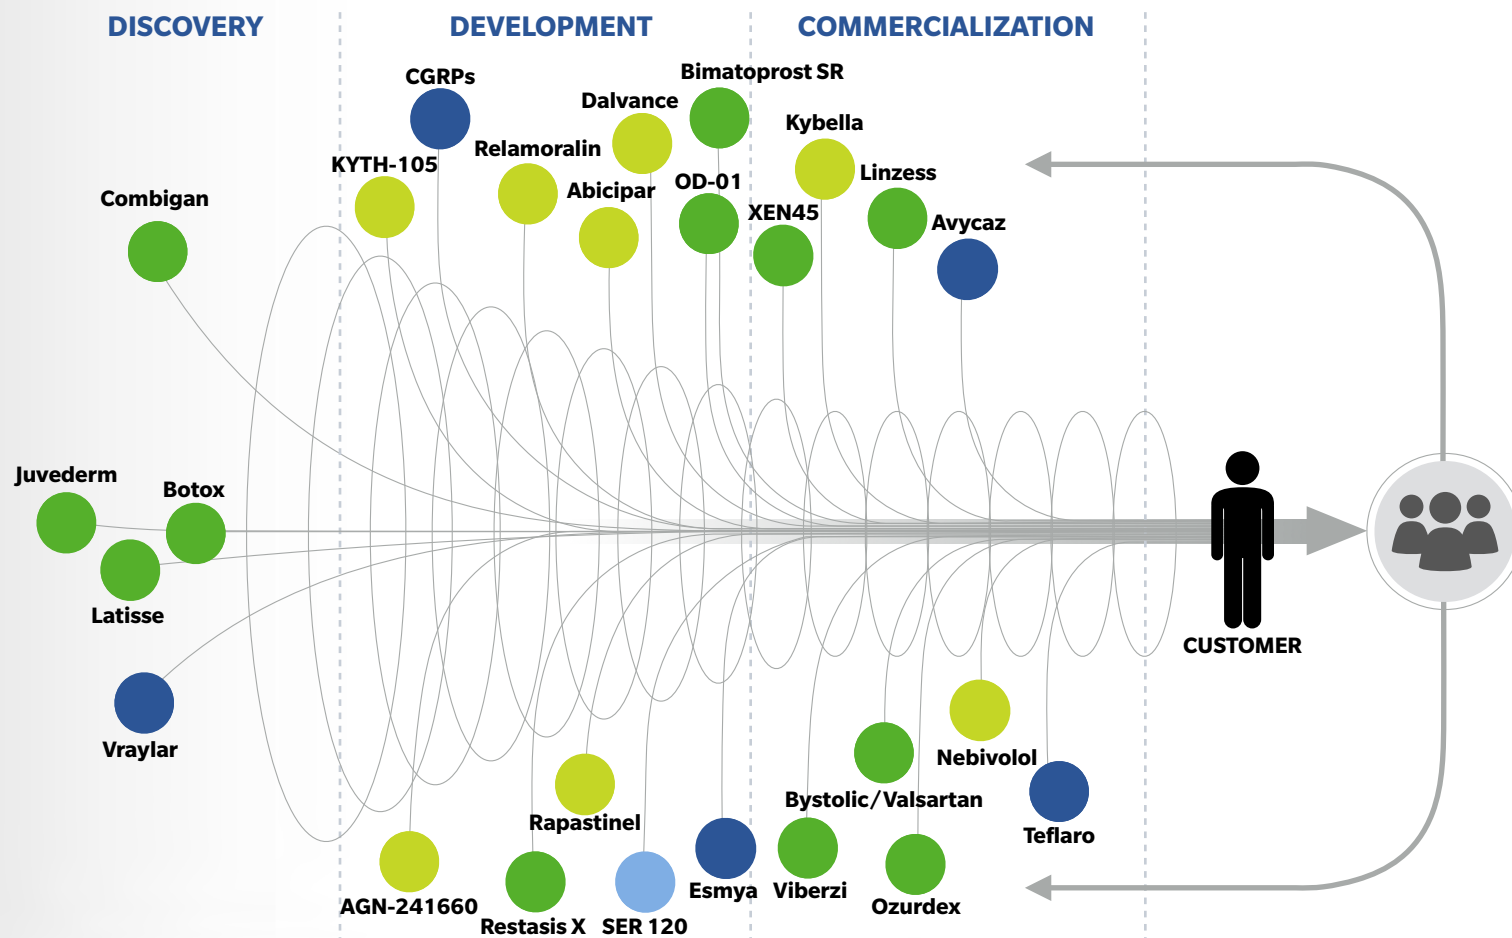 DISCOVERY
DEVELOPMENT
COMMERCIALIZATION
Combigan
Juvederm
Botox
Latisse
Vraylar
CGRPs
KYTH-105
Relamoralin
Dalvance
Abicipar
Bimatoprost SR
OD-01
AGN-241660
Rapastinel
Restasis X
SER 120
Esmya
Kybella
XEN45
Linzess
Avycaz
Nebivolol
Bystolic/Valsartan
Teflaro
Viberzi
Ozurdex
CUSTOMER